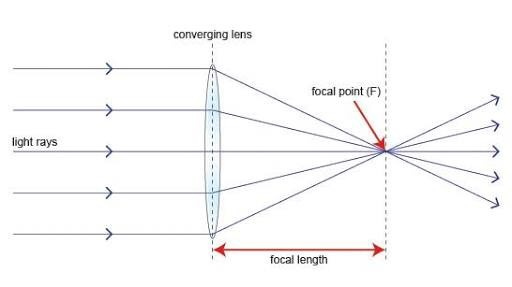 converging lens
focal point (F)
light rays
focal length